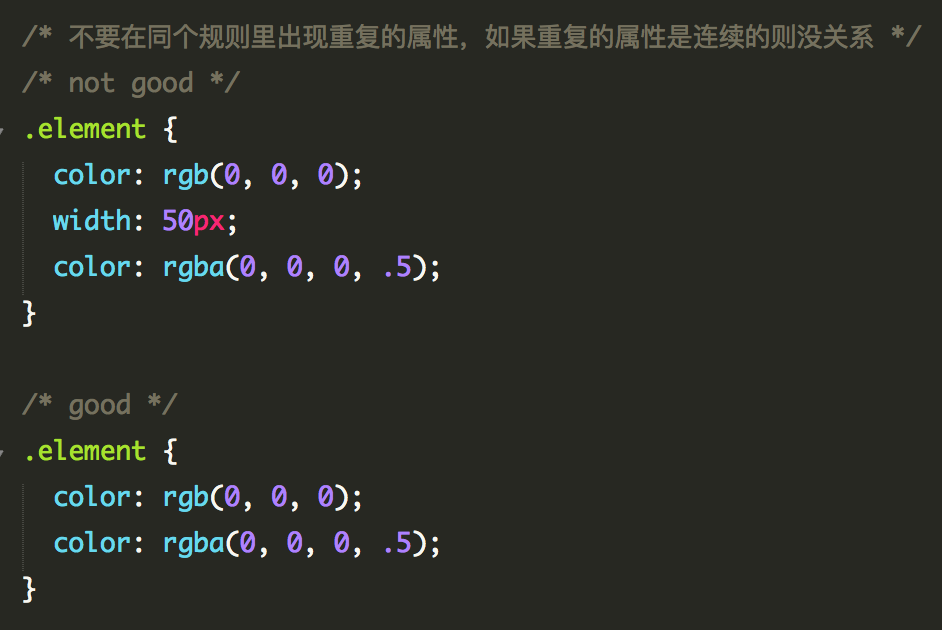 /* 不要在同个规则里出现重复的属性，如果重复的属性是连续的则没关系 */
/* not good */
.element {
  color: rgb(0, 0, 0);
  width: 50px;
  color: rgba(0, 0, 0, .5);
}

/* good */
.element {
  color: rgb(0, 0, 0);
  color: rgba(0, 0, 0, .5);
}